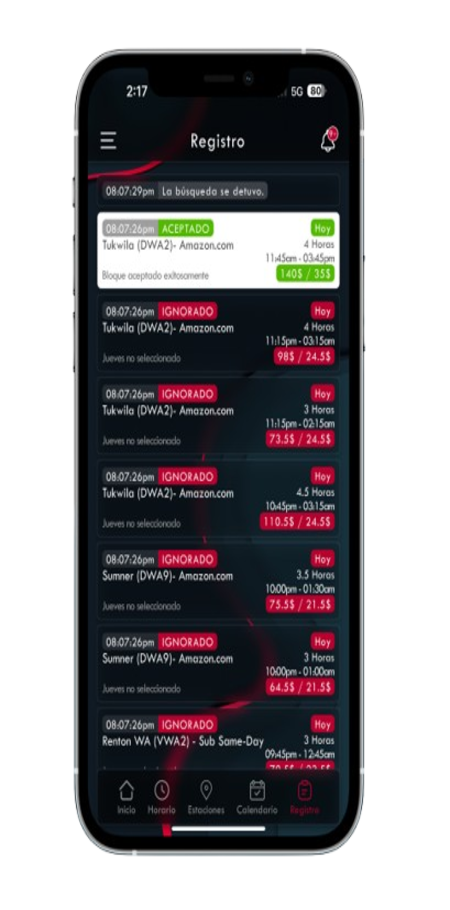 2:17 5G 80
Registro
08:07:29pm La búsqueda se detuvo.
08:07:26pm ACEPTADO Hoy
Tukwila (DWA2)- Amazon.com 4 Horas
11:45am - 03:45pm
Bloque aceptado exitosamente 140$ / 35$
08:07:26pm IGNORADO Hoy
Tukwila (DWA2)- Amazon.com 4 Horas
11:15pm - 03:15am
Jueves no seleccionado 98$ / 24.5$
08:07:26pm IGNORADO Hoy
Tukwila (DWA2)- Amazon.com 3 Horas
11:15pm - 02:15am
Jueves no seleccionado 73.5$ / 24.5$
08:07:26pm IGNORADO Hoy
Tukwila (DWA2)- Amazon.com 4.5 Horas
10:45pm - 03:15am
Jueves no seleccionado 110.5$ / 24.5$
08:07:26pm IGNORADO Hoy
Sumner (DWA9)- Amazon.com 3.5 Horas
10:00pm - 01:30am
Jueves no seleccionado 75.5$ / 21.5$
08:07:26pm IGNORADO Hoy
Sumner (DWA9)- Amazon.com 3 Horas
10:00pm - 01:00am
Jueves no seleccionado 64.5$ / 21.5$
08:07:26pm IGNORADO Hoy
Renton WA (VWA2) - Sub Same-Day 3 Horas
09:45pm - 12:45am
Inicio Horario Estaciones Calendario Registro